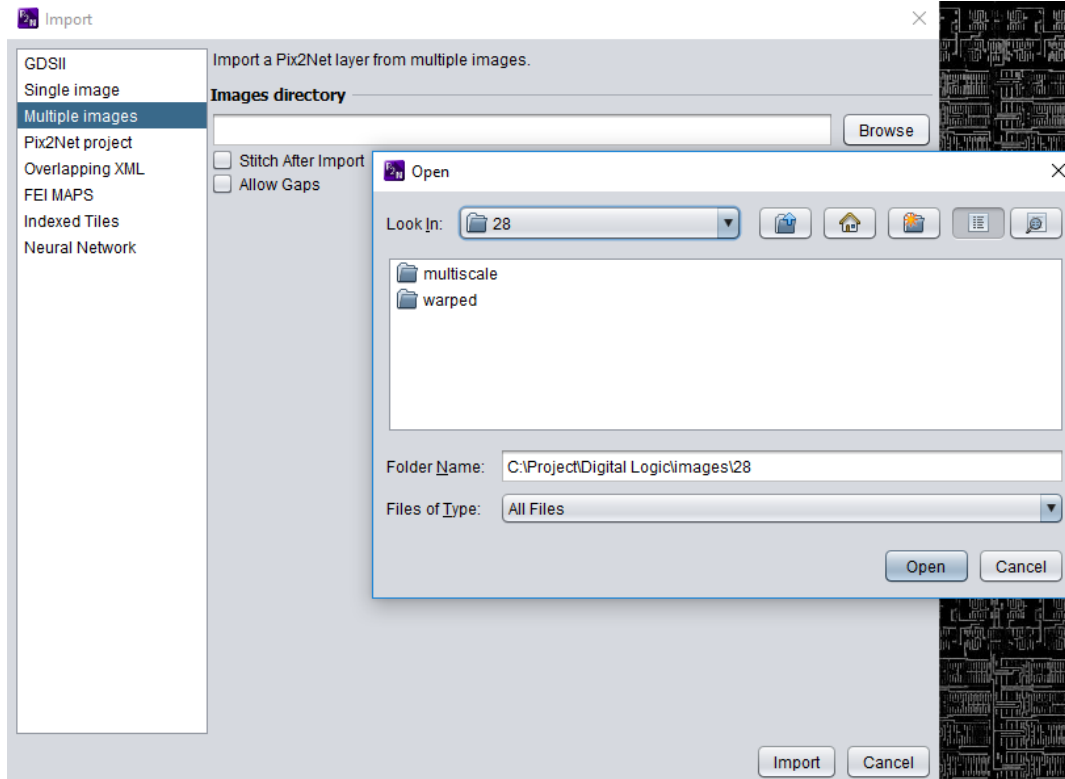 Import
GDSII
Single image
Multiple images
Pix2Net project
Overlapping XML
FEI MAPS
Indexed Tiles
Neural Network
Import a Pix2Net layer from multiple images.
Images directory
Browse
Stitch After Import
Allow Gaps
Open
Look In:
28
multiscale
warped
Folder Name:
C:\Project\Digital Logic\images\28
Files of Type:
All Files
Open
Cancel
Import
Cancel